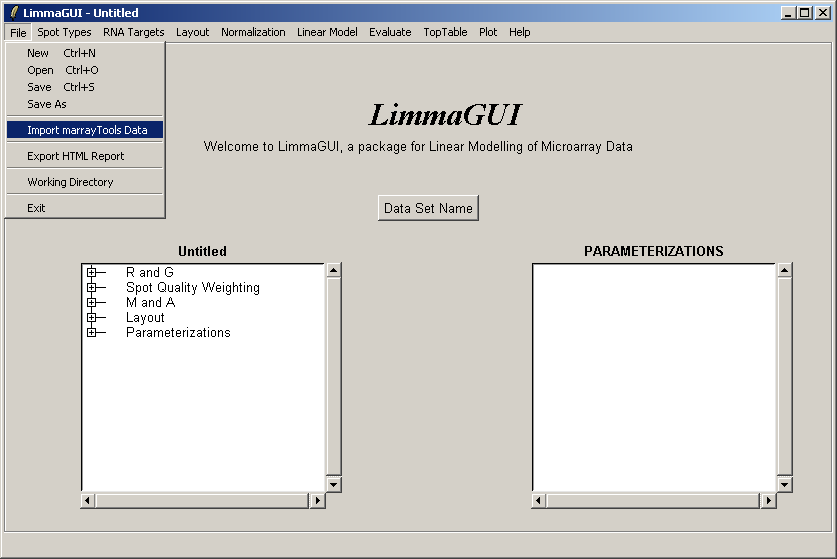 LimmaGUI - Untitled
File Spot Types RNA Targets Layout Normalization Linear Model Evaluate TopTable Plot Help
New Ctrl+N
Open Ctrl+O
Save Ctrl+S
Save As
Import marrayTools Data
Export HTML Report
Working Directory
Exit
LimmaGUI
Welcome to LimmaGUI, a package for Linear Modelling of Microarray Data
Data Set Name
Untitled
R and G
Spot Quality Weighting
M and A
Layout
Parameterizations
PARAMETERIZATIONS